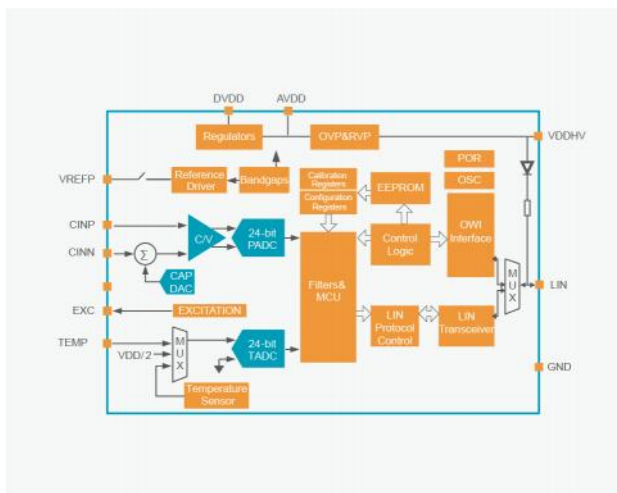 DVDD
AVDD
Regulators
OVP&RVP
VDDHV
POR
OSC
VREFP
Reference
Driver
Bandgaps
Calibration
Registers
Configuration
Registers
EEPROM
CINP
CINN
C/V
24-bit
PADC
Σ
CAP
DAC
Control
Logic
OWI
Interface
Filters&
MCU
MUX
LIN
EXC
EXCITATION
LIN
Protocol
Control
LIN
Transceiver
TEMP
VDD/2
MUX
24-bit
TADC
Temperature
Sensor
GND